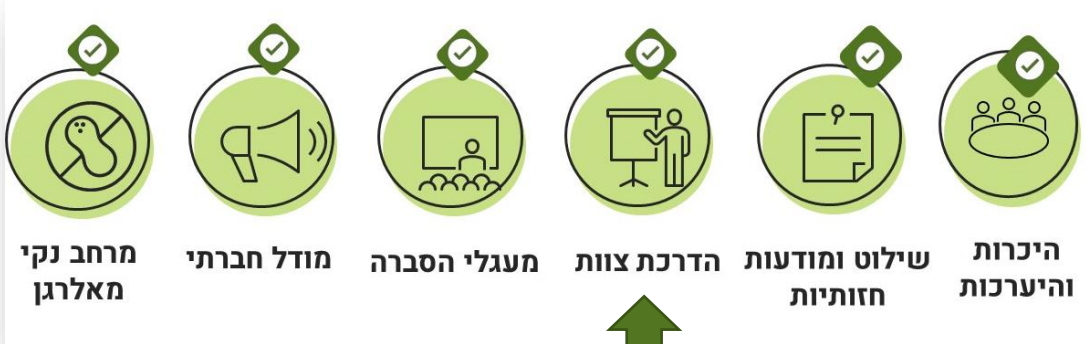 היכרות
והיערכות
שילוט ומודעות
חזותיות
הדרכת צוות
מעגלי הסברה
מודל חברתי
מרחב נקי
מאלרגן